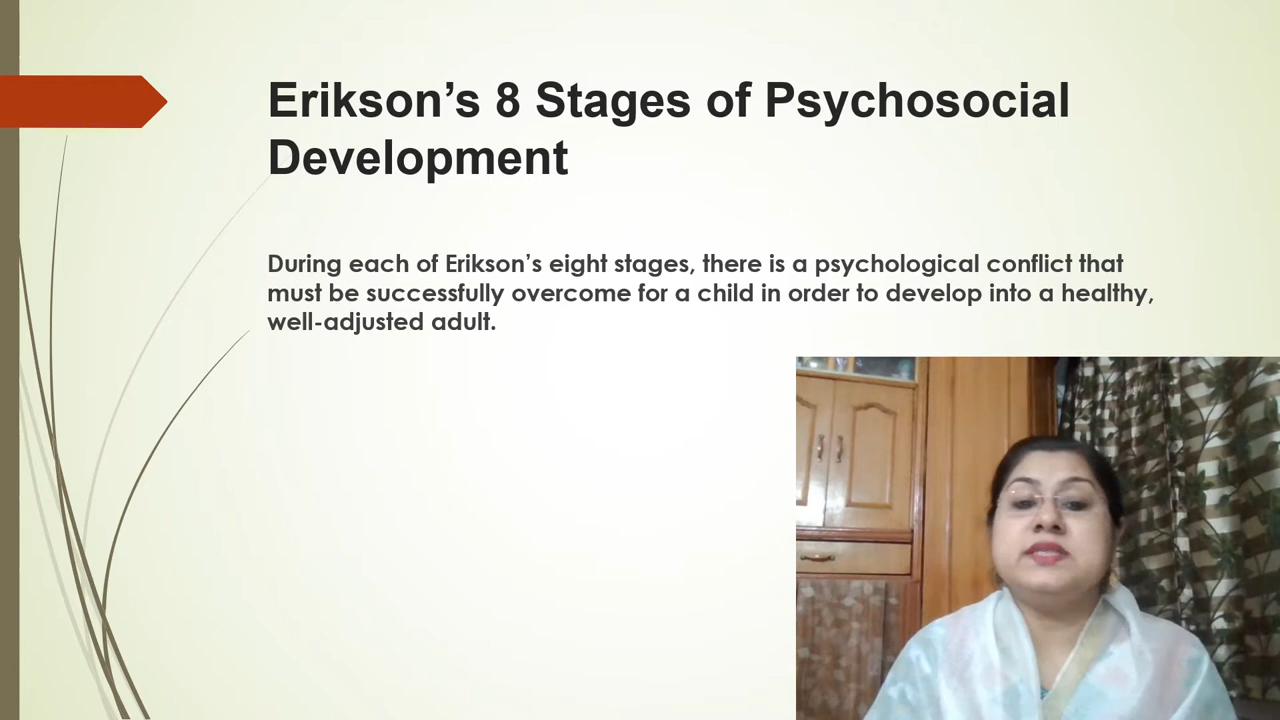 Erikson’s 8 Stages of Psychosocial
Development
During each of Erikson’s eight stages, there is a psychological conflict that
must be successfully overcome for a child in order to develop into a healthy,
well-adjusted adult.